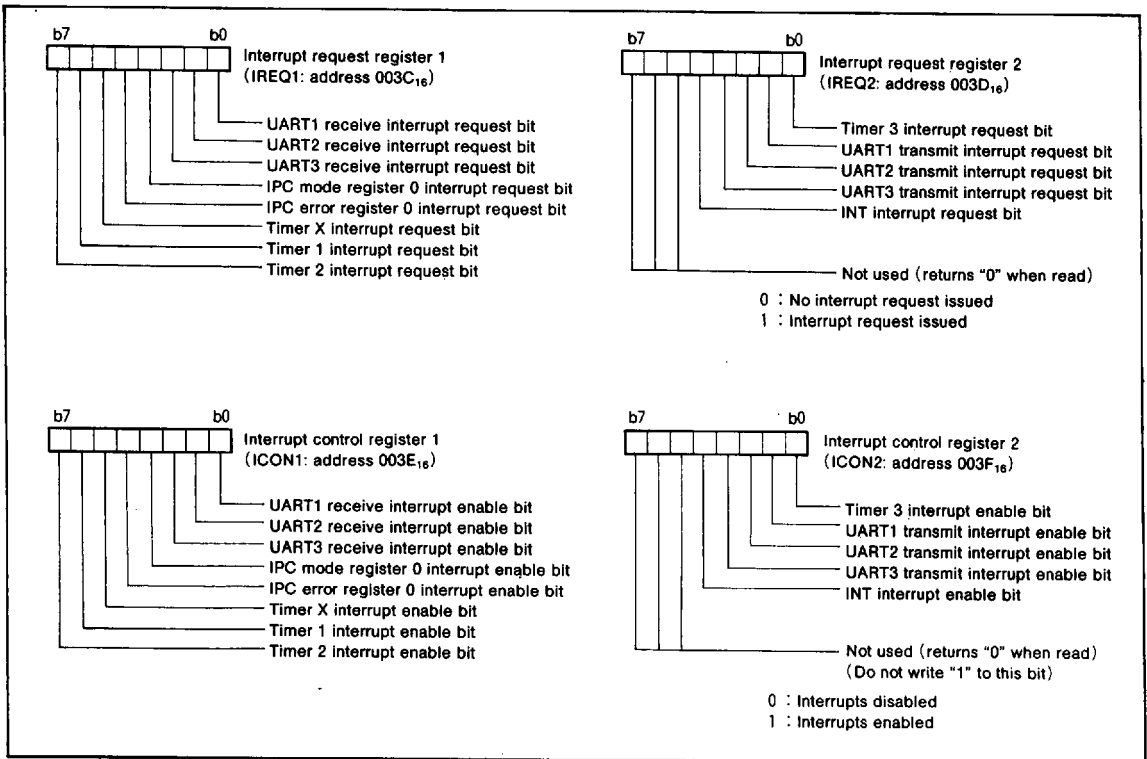 b7 b0
Interrupt request register 1
(IREQ1: address 003C₁₆)
UART1 receive interrupt request bit
UART2 receive interrupt request bit
UART3 receive interrupt request bit
IPC mode register 0 interrupt request bit
IPC error register 0 interrupt request bit
Timer X interrupt request bit
Timer 1 interrupt request bit
Timer 2 interrupt request bit
b7 b0
Interrupt request register 2
(IREQ2: address 003D₁₆)
Timer 3 interrupt request bit
UART1 transmit interrupt request bit
UART2 transmit interrupt request bit
UART3 transmit interrupt request bit
INT interrupt request bit
Not used (returns "0" when read)
0 : No interrupt request issued
1 : Interrupt request issued
b7 b0
Interrupt control register 1
(ICON1: address 003E₁₆)
UART1 receive interrupt enable bit
UART2 receive interrupt enable bit
UART3 receive interrupt enable bit
IPC mode register 0 interrupt enable bit
IPC error register 0 interrupt enable bit
Timer X interrupt enable bit
Timer 1 interrupt enable bit
Timer 2 interrupt enable bit
b7 b0
Interrupt control register 2
(ICON2: address 003F₁₆)
Timer 3 interrupt enable bit
UART1 transmit interrupt enable bit
UART2 transmit interrupt enable bit
UART3 transmit interrupt enable bit
INT interrupt enable bit
Not used (returns "0" when read)
(Do not write "1" to this bit)
0 : Interrupts disabled
1 : Interrupts enabled